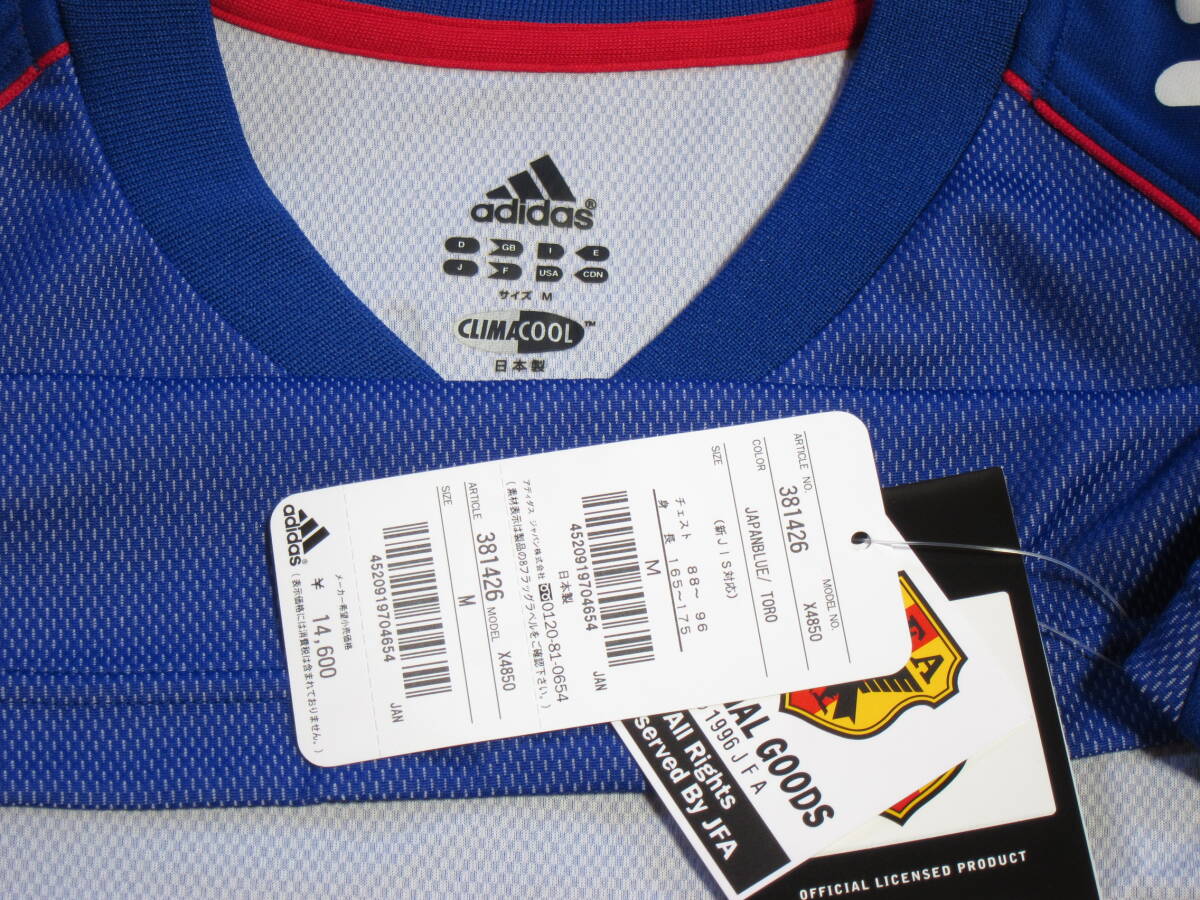 adidas®
D GB I E
J F USA CDN
サイズ M
CLIMACOOL™
日本製
ARTICLE NO.
381426
MODEL NO.
X4850
COLOR
JAPANBLUE/ TORO
SIZE
(新JIS対応)
チェスト 88~ 96
身 長 165~175
M
4520919704654
JAN
日本製
アディダス ジャパン株式会社 0120-81-0654
(素材表示は製品の8フラッグラベルをご確認下さい。)
ARTICLE 381426 MODEL X4850
SIZE M
4520919704654
JAN
メーカー希望小売価格
¥ 14,600
(表示価格には消費税は含まれておりません。)
adidas®
NAL GOODS
1996 JFA
All Rights
served By JFA
OFFICIAL LICENSED PRODUCT